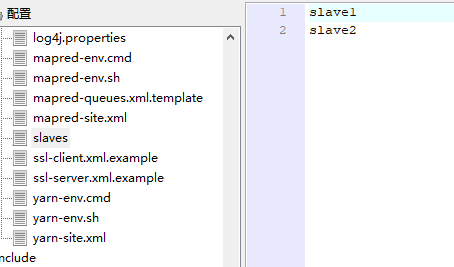 配置
log4j.properties
mapred-env.cmd
mapred-env.sh
mapred-queues.xml.template
mapred-site.xml
slaves
ssl-client.xml.example
ssl-server.xml.example
yarn-env.cmd
yarn-env.sh
yarn-site.xml
nclude
1 slave1
2 slave2